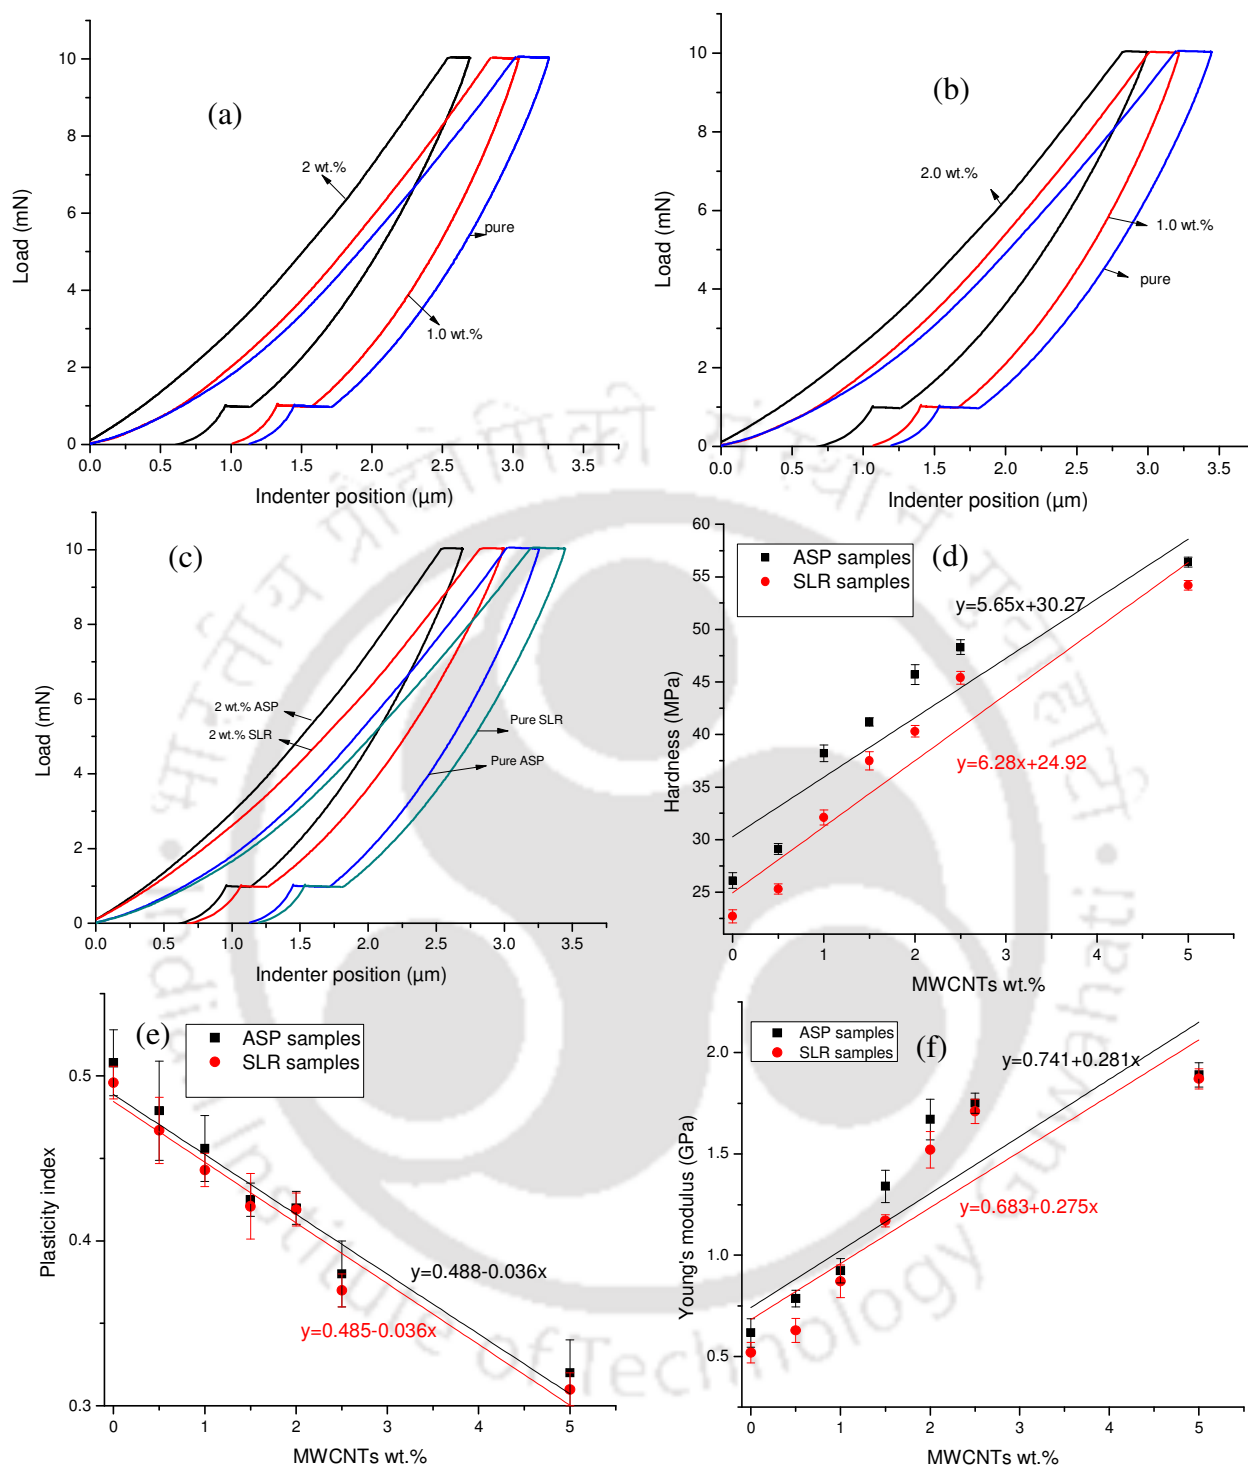 (a)
Load (mN)
10
8
6
4
2
0
2 wt.%
pure
1.0 wt.%
0.0 0.5 1.0 1.5 2.0 2.5 3.0 3.5
Indenter position (µm)
(b)
Load (mN)
10
8
6
4
2
0
2.0 wt.%
1.0 wt.%
pure
0.0 0.5 1.0 1.5 2.0 2.5 3.0 3.5
Indenter position (µm)
(c)
Load (mN)
10
8
6
4
2
0
2 wt.% ASP
2 wt.% SLR
Pure SLR
Pure ASP
0.0 0.5 1.0 1.5 2.0 2.5 3.0 3.5
Indenter position (µm)
(d)
ASP samples
SLR samples
Hardness (MPa)
60
55
50
45
40
35
30
25
y=5.65x+30.27
y=6.28x+24.92
0 1 2 3 4 5
MWCNTs wt.%
(e)
ASP samples
SLR samples
Plasticity index
0.5
0.4
0.3
y=0.488-0.036x
y=0.485-0.036x
0 1 2 3 4 5
MWCNTs wt.%
(f)
ASP samples
SLR samples
Young's modulus (GPa)
2.0
1.5
1.0
0.5
y=0.741+0.281x
y=0.683+0.275x
0 1 2 3 4 5
MWCNTs wt.%
Indian Institute of Technology Guwahati